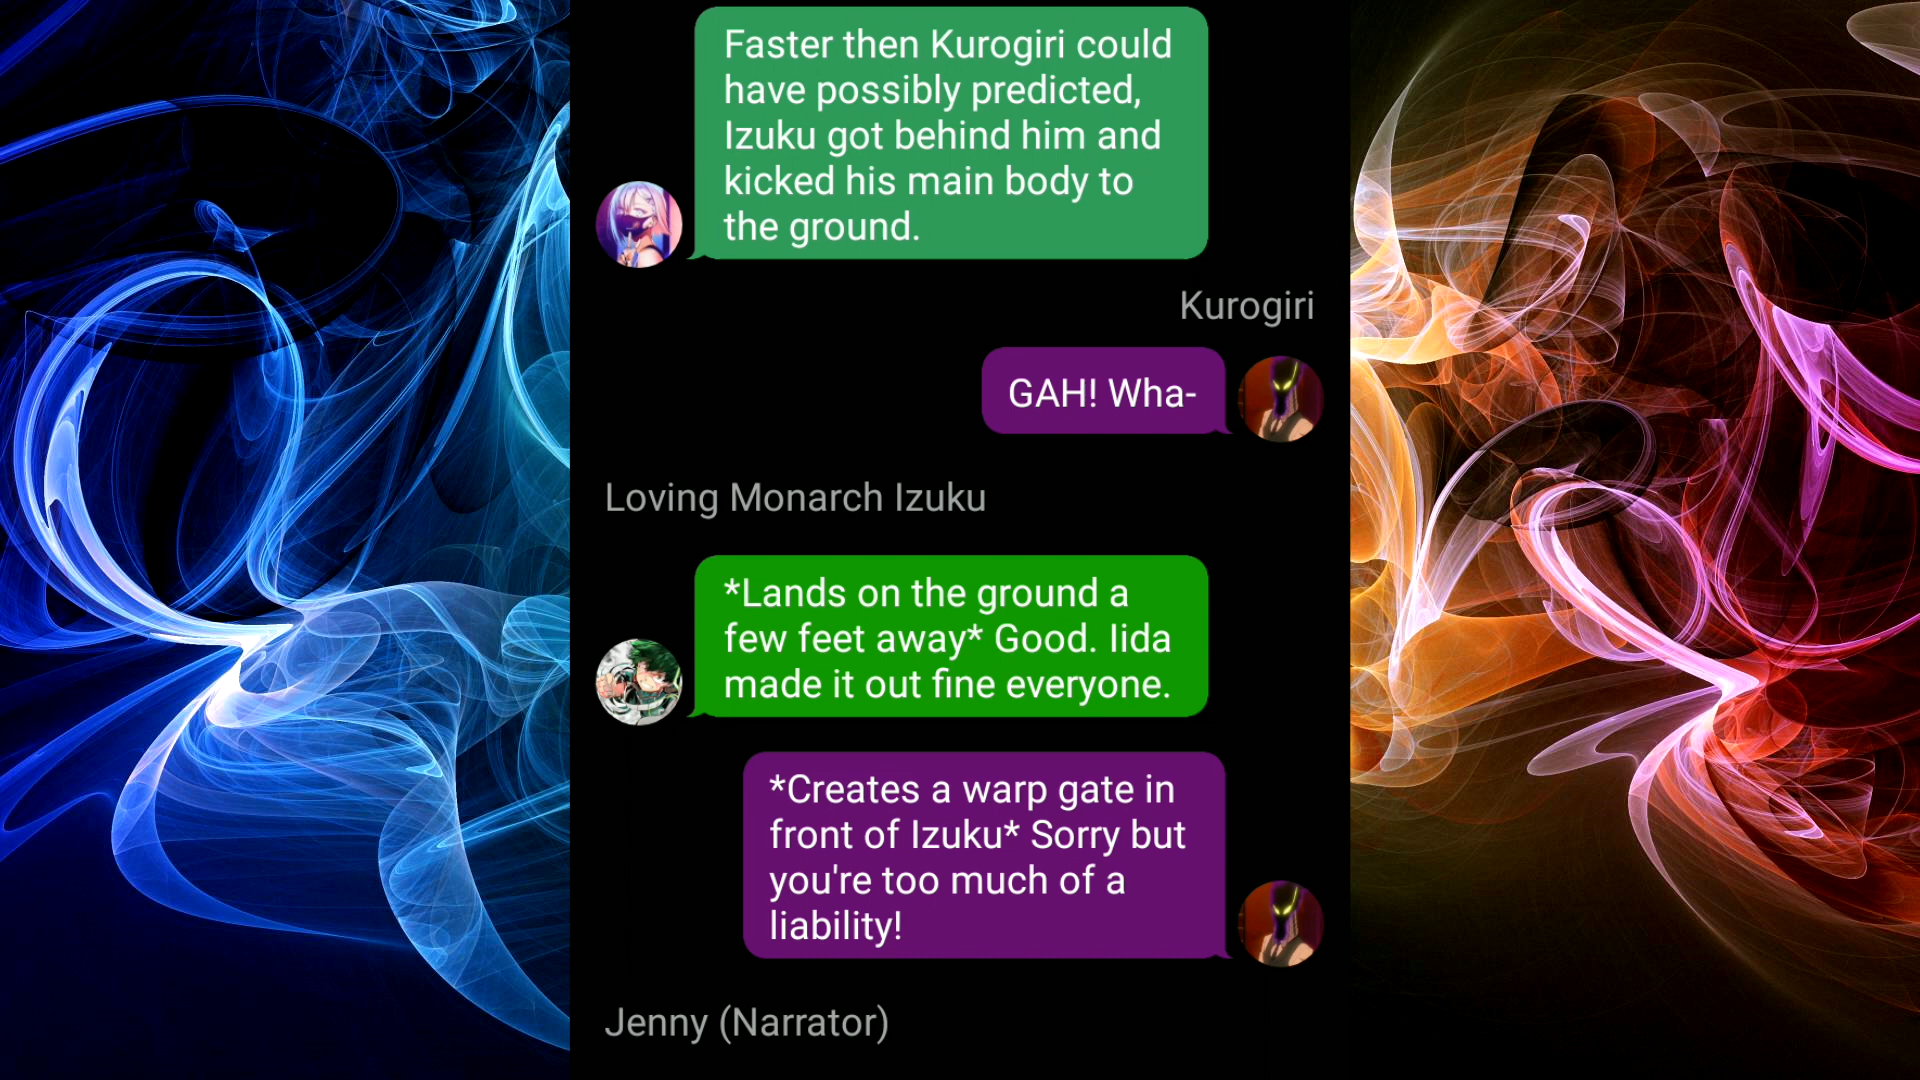 Faster then Kurogiri could
have possibly predicted,
Izuku got behind him and
kicked his main body to
the ground.
Kurogiri
GAH! Wha-
Loving Monarch Izuku
*Lands on the ground a
few feet away* Good. Iida
made it out fine everyone.
*Creates a warp gate in
front of Izuku* Sorry but
you're too much of a
liability!
Jenny (Narrator)